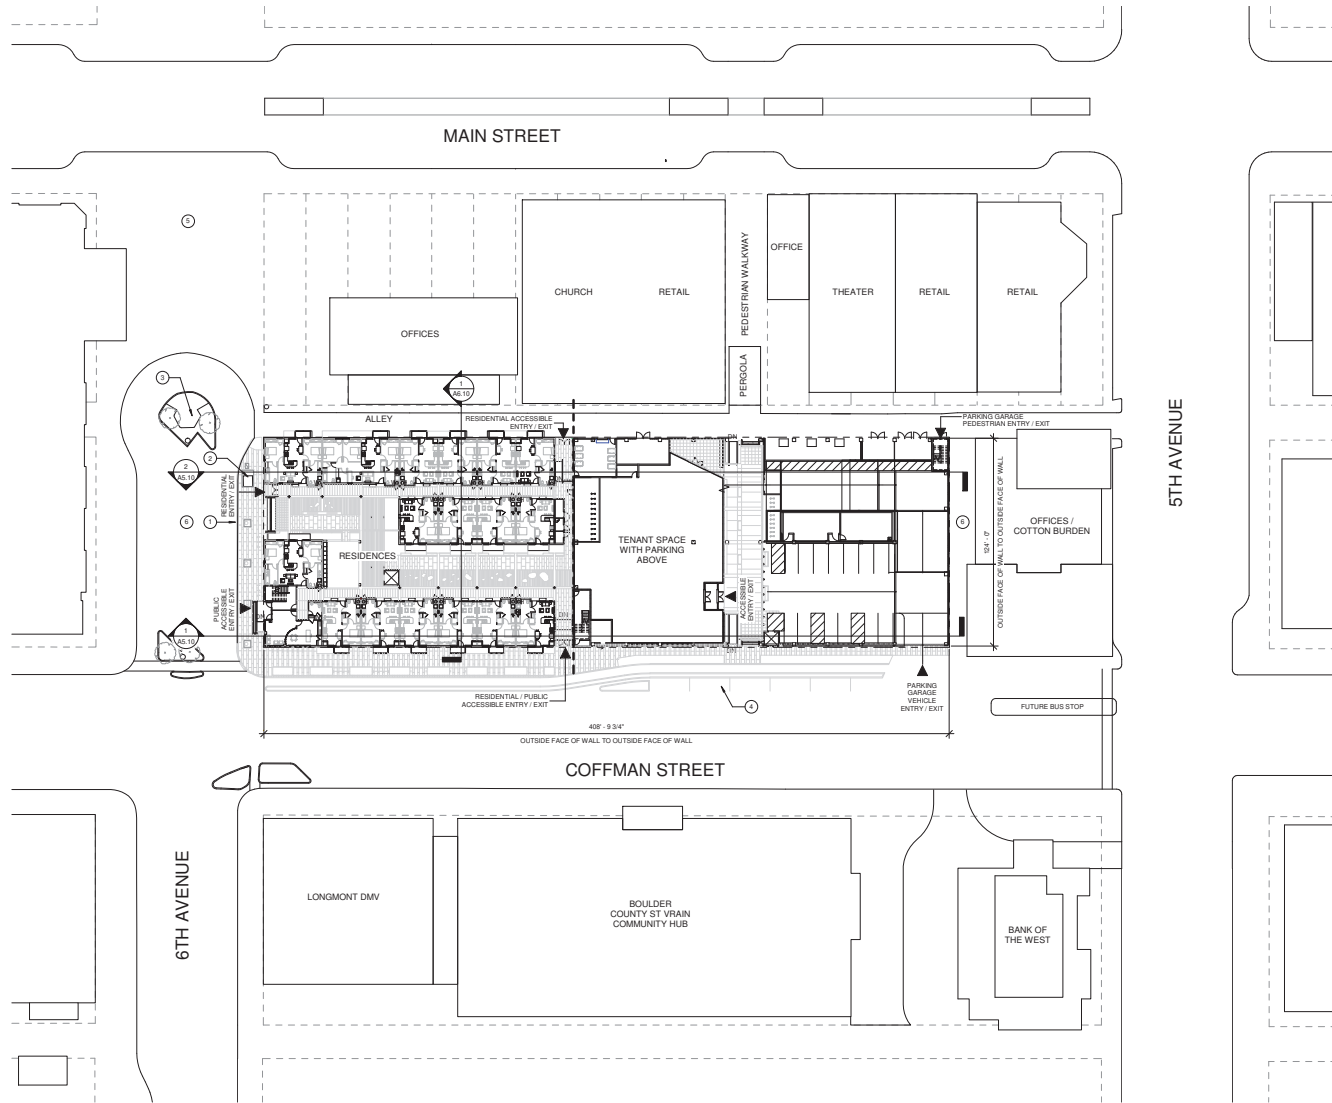 MAIN STREET
5
PEDESTRIAN WALKWAY
OFFICE
CHURCH
RETAIL
THEATER
RETAIL
RETAIL
OFFICES
PERGOLA
3
1
A6.10
5TH AVENUE
ALLEY
RESIDENTIAL ACCESSIBLE
ENTRY / EXIT
PARKING GARAGE
PEDESTRIAN ENTRY / EXIT
DN
2
2
A5.10
RESIDENTIAL
ENTRY / EXIT
6
1
6
OFFICES /
COTTON BURDEN
124' - 0"
OUTSIDE FACE OF WALL TO OUTSIDE FACE OF WALL
RESIDENCES
TENANT SPACE
WITH PARKING
ABOVE
ACCESSIBLE
ENTRY / EXIT
PUBLIC
ACCESSIBLE
ENTRY / EXIT
DN
1
A5.10
DN
RESIDENTIAL / PUBLIC
ACCESSIBLE ENTRY / EXIT
4
PARKING
GARAGE
VEHICLE
ENTRY / EXIT
FUTURE BUS STOP
408' - 9 3/4"
OUTSIDE FACE OF WALL TO OUTSIDE FACE OF WALL
COFFMAN STREET
6TH AVENUE
LONGMONT DMV
BOULDER
COUNTY ST VRAIN
COMMUNITY HUB
BANK OF
THE WEST